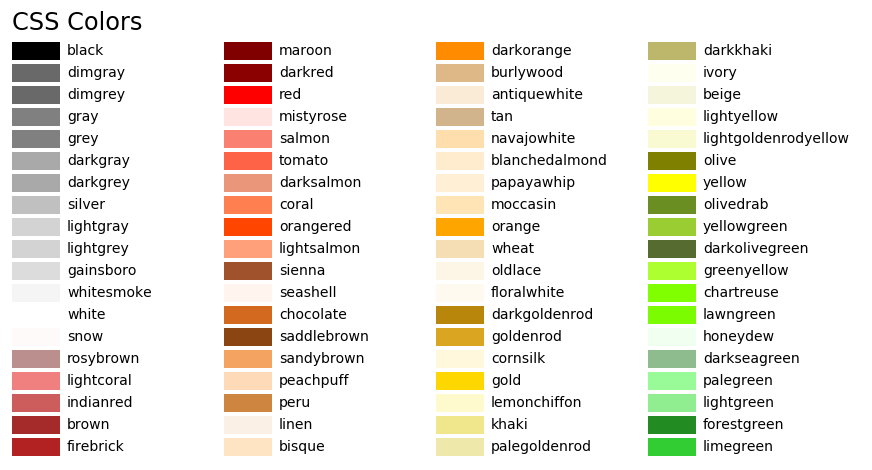 CSS Colors
black
dimgray
dimgrey
gray
grey
darkgray
darkgrey
silver
lightgray
lightgrey
gainsboro
whitesmoke
white
snow
rosybrown
lightcoral
indianred
brown
firebrick
maroon
darkred
red
mistyrose
salmon
tomato
darksalmon
coral
orangered
lightsalmon
sienna
seashell
chocolate
saddlebrown
sandybrown
peachpuff
peru
linen
bisque
darkorange
burlywood
antiquewhite
tan
navajowhite
blanchedalmond
papayawhip
moccasin
orange
wheat
oldlace
floralwhite
darkgoldenrod
goldenrod
cornsilk
gold
lemonchiffon
khaki
palegoldenrod
darkkhaki
ivory
beige
lightyellow
lightgoldenrodyellow
olive
yellow
olivedrab
yellowgreen
darkolivegreen
greenyellow
chartreuse
lawngreen
honeydew
darkseagreen
palegreen
lightgreen
forestgreen
limegreen